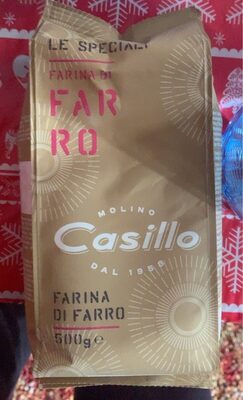 LE SPECIALI
FARINA DI
FAR
RO
MOLINO
Casillo
DAL 1958
FARINA
DI FARRO
500g e